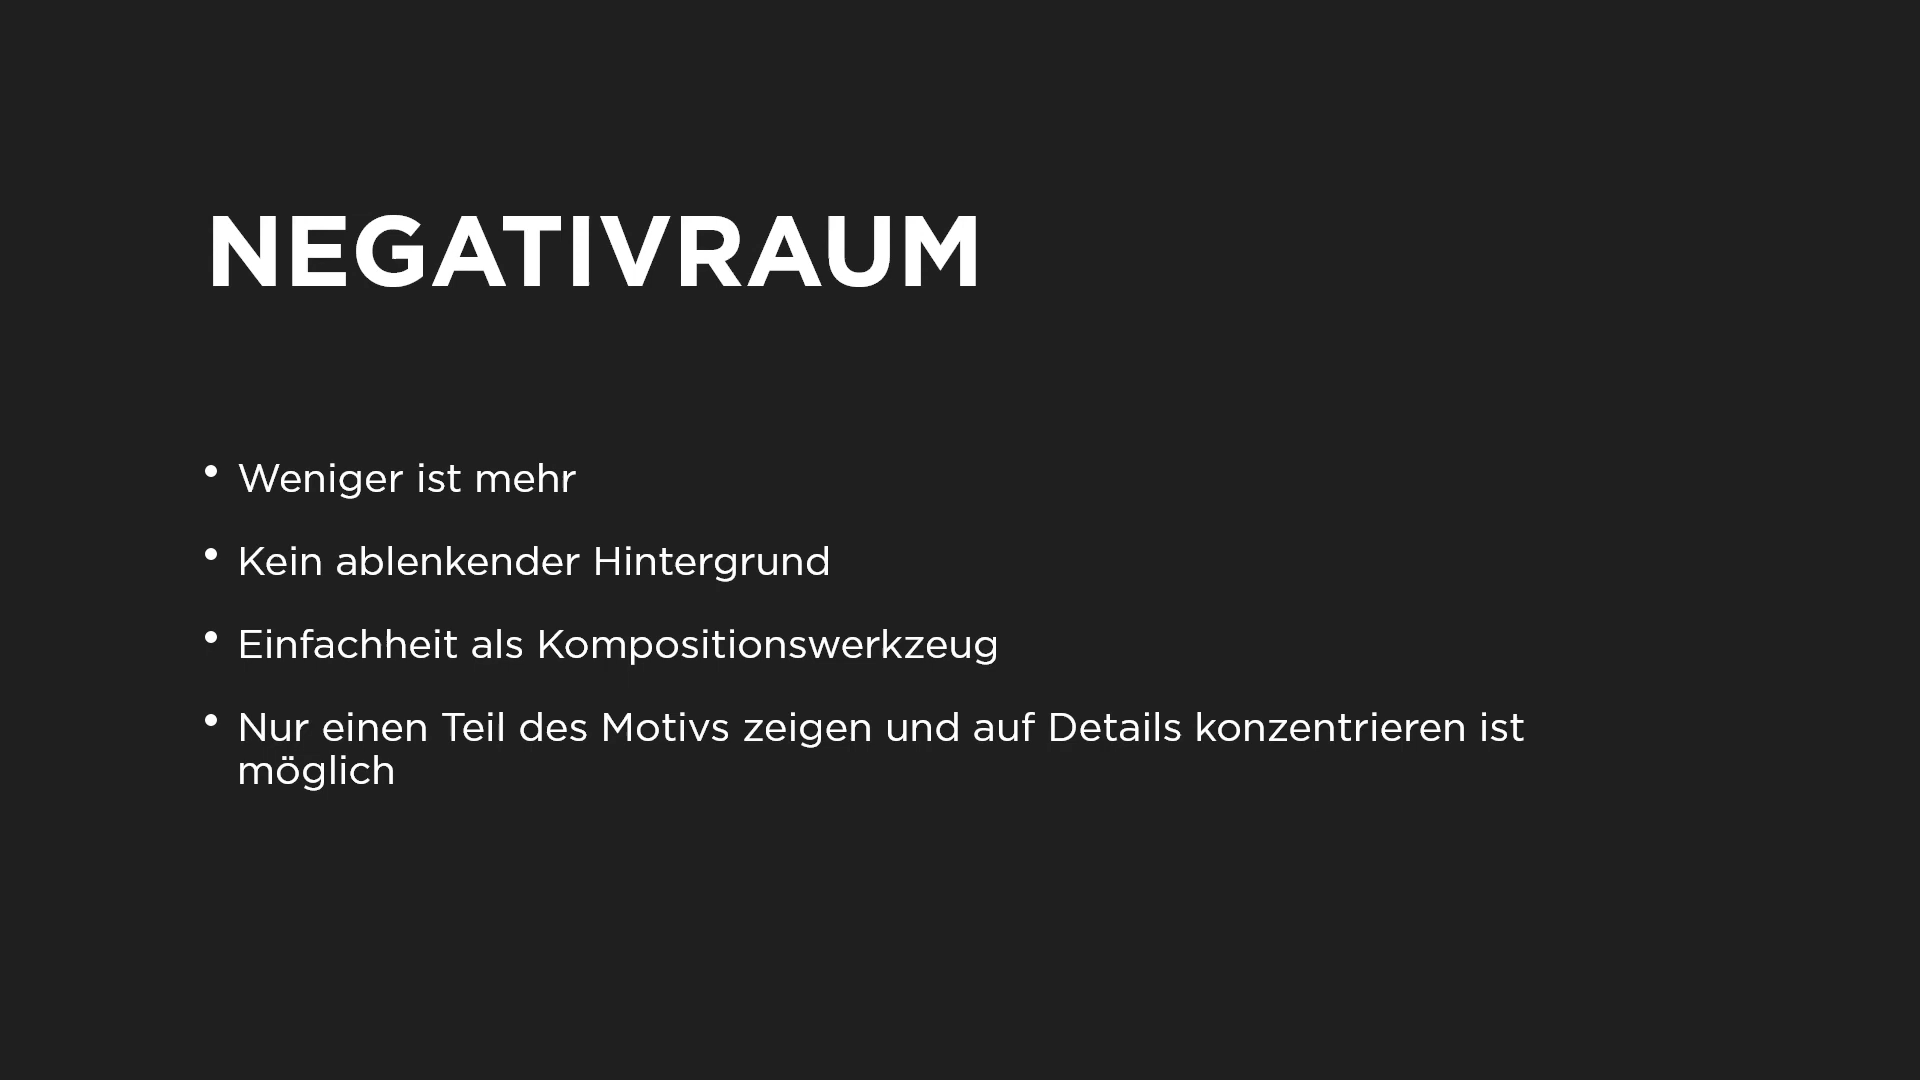 NEGATIVRAUM
• Weniger ist mehr
• Kein ablenkender Hintergrund
• Einfachheit als Kompositionswerkzeug
• Nur einen Teil des Motivs zeigen und auf Details konzentrieren ist
möglich